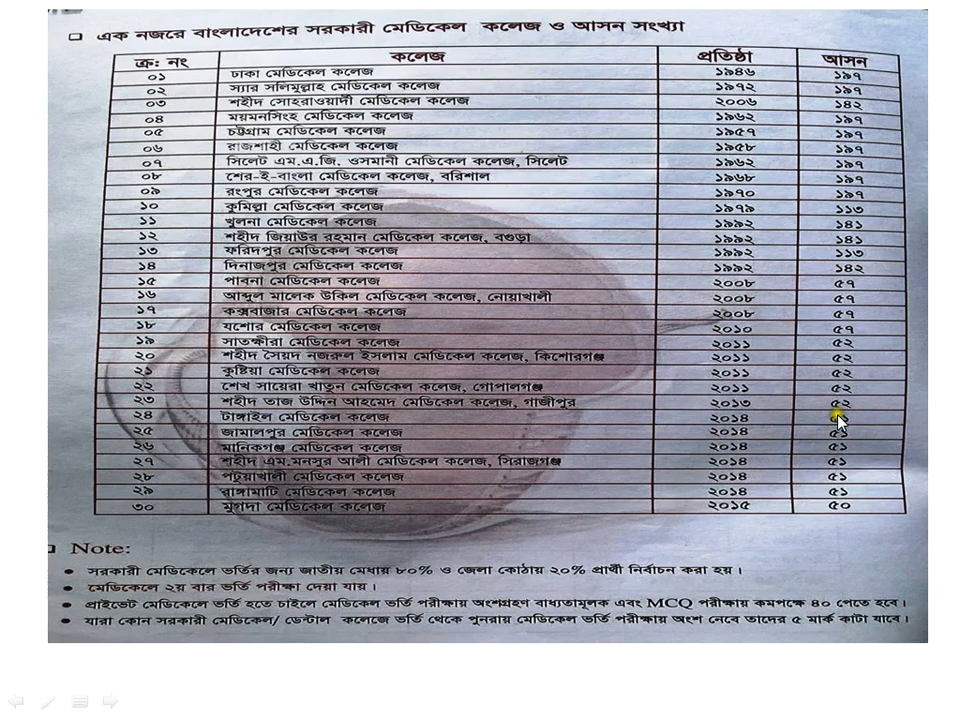 এক নজরে বাংলাদেশের সরকারী মেডিকেল কলেজ ও আসন সংখ্যা
ক্র: নং কলেজ প্রতিষ্ঠা আসন
০১ ঢাকা মেডিকেল কলেজ ১৯৪৬ ১৯৭
০২ স্যার সলিমুল্লাহ মেডিকেল কলেজ ১৯৭২ ১৯৭
০৩ শহীদ সোহরাওয়ার্দী মেডিকেল কলেজ ২০০৬ ১৪২
০৪ ময়মনসিংহ মেডিকেল কলেজ ১৯৬২ ১৯৭
০৫ চট্টগ্রাম মেডিকেল কলেজ ১৯৫৭ ১৯৭
০৬ রাজশাহী মেডিকেল কলেজ ১৯৫৮ ১৯৭
০৭ সিলেট এম.এ.জি. ওসমানী মেডিকেল কলেজ, সিলেট ১৯৬২ ১৯৭
০৮ শের-ই-বাংলা মেডিকেল কলেজ, বরিশাল ১৯৬৮ ১৯৭
০৯ রংপুর মেডিকেল কলেজ ১৯৭০ ১৯৭
১০ কুমিল্লা মেডিকেল কলেজ ১৯৭৯ ১১৩
১১ খুলনা মেডিকেল কলেজ ১৯৯২ ১৪১
১২ শহীদ জিয়াউর রহমান মেডিকেল কলেজ, বগুড়া ১৯৯২ ১৪১
১৩ ফরিদপুর মেডিকেল কলেজ ১৯৯২ ১১৩
১৪ দিনাজপুর মেডিকেল কলেজ ১৯৯২ ১৪২
১৫ পাবনা মেডিকেল কলেজ ২০০৮ ৫৭
১৬ আব্দুল মালেক উকিল মেডিকেল কলেজ, নোয়াখালী ২০০৮ ৫৭
১৭ কক্সবাজার মেডিকেল কলেজ ২০০৮ ৫৭
১৮ যশোর মেডিকেল কলেজ ২০১০ ৫৭
১৯ সাতক্ষীরা মেডিকেল কলেজ ২০১১ ৫২
২০ শহীদ সৈয়দ নজরুল ইসলাম মেডিকেল কলেজ, কিশোরগঞ্জ ২০১১ ৫২
২১ কুষ্টিয়া মেডিকেল কলেজ ২০১১ ৫২
২২ শেখ সায়েরা খাতুন মেডিকেল কলেজ, গোপালগঞ্জ ২০১১ ৫২
২৩ শহীদ তাজ উদ্দিন আহমেদ মেডিকেল কলেজ, গাজীপুর ২০১৩ ৫২
২৪ টাঙ্গাইল মেডিকেল কলেজ ২০১৪
২৫ জামালপুর মেডিকেল কলেজ ২০১৪ ৫১
২৬ মানিকগঞ্জ মেডিকেল কলেজ ২০১৪ ৫১
২৭ শহীদ এম.মনসুর আলী মেডিকেল কলেজ, সিরাজগঞ্জ ২০১৪ ৫১
২৮ পটুয়াখালী মেডিকেল কলেজ ২০১৪ ৫১
২৯ রাঙ্গামাটি মেডিকেল কলেজ ২০১৪ ৫১
৩০ মুগদা মেডিকেল কলেজ ২০১৫ ৫০
Note:
সরকারী মেডিকেলে ভর্তির জন্য জাতীয় মেধায় ৮০% ও জেলা কোঠায় ২০% প্রার্থী নির্বাচন করা হয়।
মেডিকেলে ২য় বার ভর্তি পরীক্ষা দেয়া যায়।
প্রাইভেট মেডিকেলে ভর্তি হতে চাইলে মেডিকেল ভর্তি পরীক্ষায় অংশগ্রহণ বাধ্যতামূলক এবং MCQ পরীক্ষায় কমপক্ষে ৪০ পেতে হবে।
যারা কোন সরকারী মেডিকেল/ ডেন্টাল কলেজে ভর্তি থেকে পুনরায় মেডিকেল ভর্তি পরীক্ষায় অংশ নেবে তাদের ৫ মার্ক কাটা যাবে।